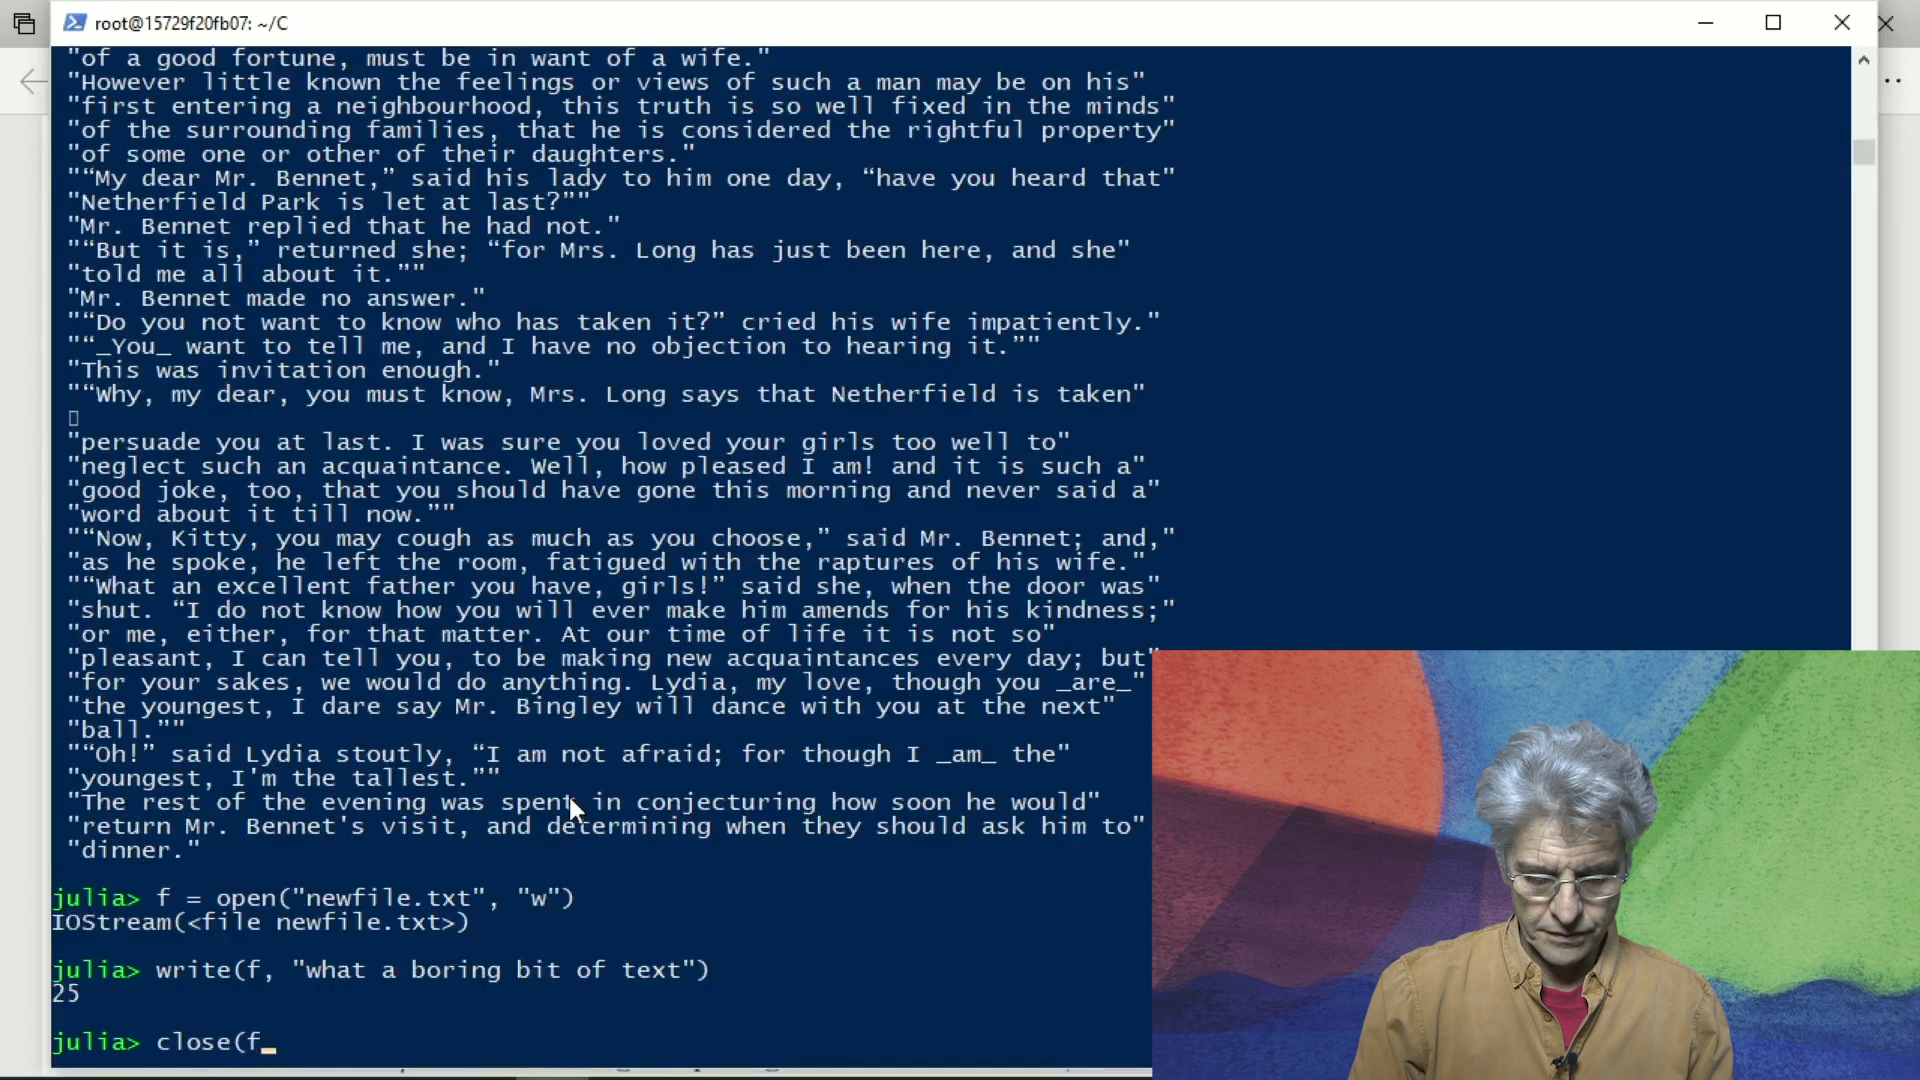 root@15729f20fb07: ~/C
"of a good fortune, must be in want of a wife."
"However little known the feelings or views of such a man may be on his"
"first entering a neighbourhood, this truth is so well fixed in the minds"
"of the surrounding families, that he is considered the rightful property"
"of some one or other of their daughters."
"“My dear Mr. Bennet,” said his lady to him one day, “have you heard that"
"Netherfield Park is let at last?”"
"Mr. Bennet replied that he had not."
"“But it is,” returned she; “for Mrs. Long has just been here, and she"
"told me all about it.”"
"Mr. Bennet made no answer."
"“Do you not want to know who has taken it?” cried his wife impatiently."
"“_You_ want to tell me, and I have no objection to hearing it.”"
"This was invitation enough."
"“Why, my dear, you must know, Mrs. Long says that Netherfield is taken"
"persuade you at last. I was sure you loved your girls too well to"
"neglect such an acquaintance. Well, how pleased I am! and it is such a"
"good joke, too, that you should have gone this morning and never said a"
"word about it till now.”"
"“Now, Kitty, you may cough as much as you choose,” said Mr. Bennet; and,"
"as he spoke, he left the room, fatigued with the raptures of his wife."
"“What an excellent father you have, girls!” said she, when the door was"
"shut. “I do not know how you will ever make him amends for his kindness;"
"or me, either, for that matter. At our time of life it is not so"
"pleasant, I can tell you, to be making new acquaintances every day; but"
"for your sakes, we would do anything. Lydia, my love, though you _are_"
"the youngest, I dare say Mr. Bingley will dance with you at the next"
"ball.”"
"“Oh!” said Lydia stoutly, “I am not afraid; for though I _am_ the"
"youngest, I'm the tallest.”"
"The rest of the evening was spent in conjecturing how soon he would"
"return Mr. Bennet's visit, and determining when they should ask him to"
"dinner."
julia> f = open("newfile.txt", "w")
IOStream(<file newfile.txt>)
julia> write(f, "what a boring bit of text")
25
julia> close(f